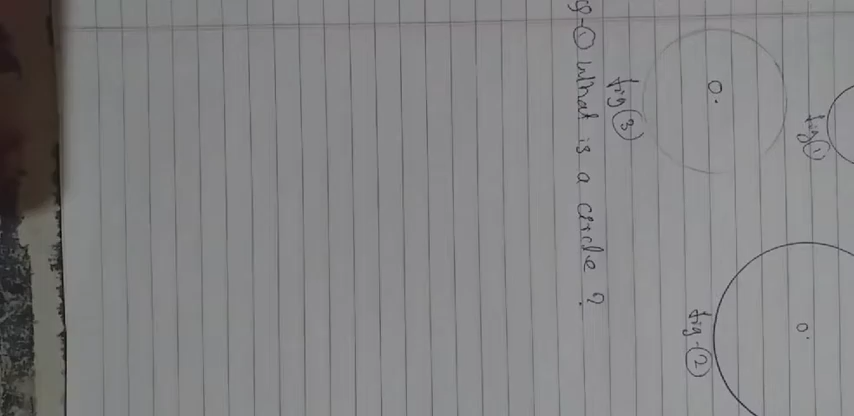 fig ①
O.
O.
fig ③
fig-②
① What is a circle ?